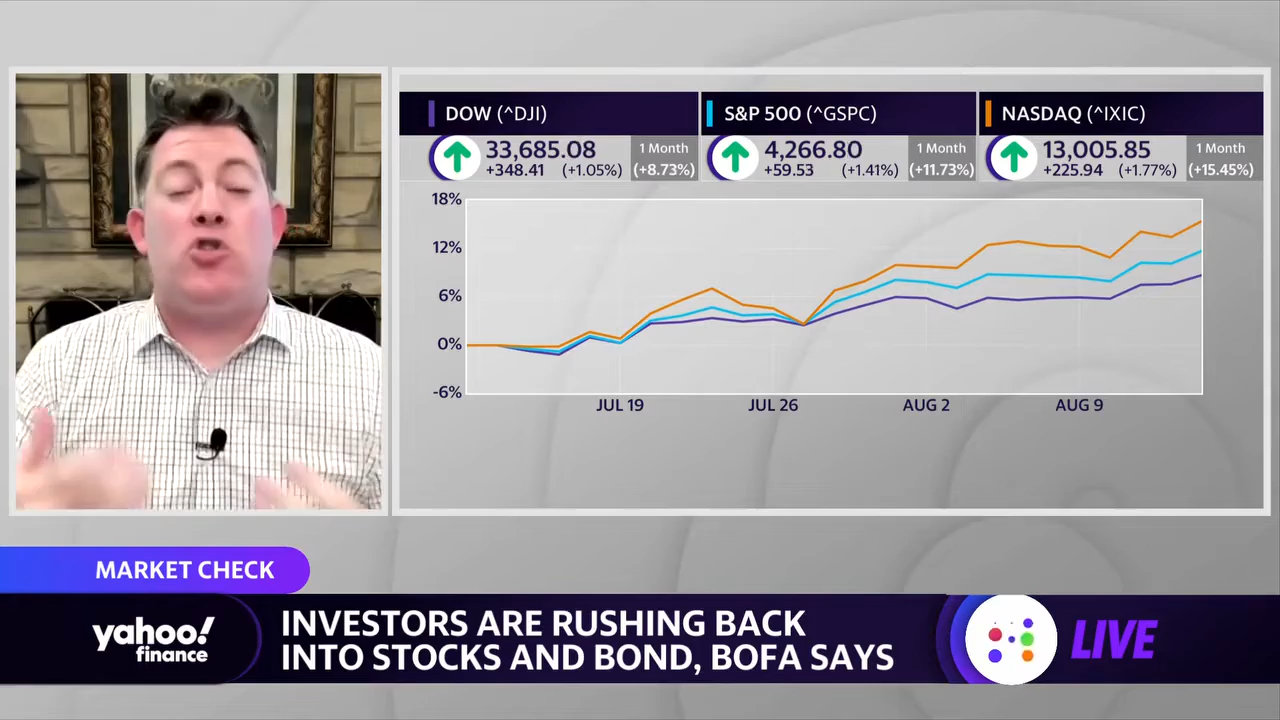 DOW (^DJI)
33,685.08
+348.41 (+1.05%)
1 Month
(+8.73%)
S&P 500 (^GSPC)
4,266.80
+59.53 (+1.41%)
1 Month
(+11.73%)
NASDAQ (^IXIC)
13,005.85
+225.94 (+1.77%)
1 Month
(+15.45%)
18%
12%
6%
0%
-6%
JUL 19 JUL 26 AUG 2 AUG 9
MARKET CHECK
yahoo!
finance
INVESTORS ARE RUSHING BACK
INTO STOCKS AND BOND, BOFA SAYS
LIVE